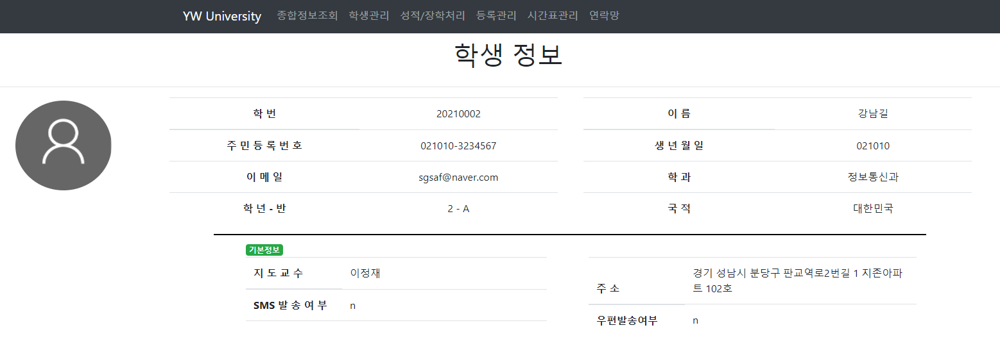 YW University 종합정보조회 학생관리 성적/장학처리 등록관리 시간표관리 연락망
학생 정보
학 번 20210002 이 름 강남길
주 민 등 록 번 호 021010-3234567 생 년 월 일 021010
이 메 일 sgsaf@naver.com 학 과 정보통신과
학 년 - 반 2 - A 국 적 대한민국
기본정보
지 도 교 수 이정재
SMS 발 송 여 부 n
주 소 경기 성남시 분당구 판교역로2번길 1 지존아파
트 102호
우편발송여부 n